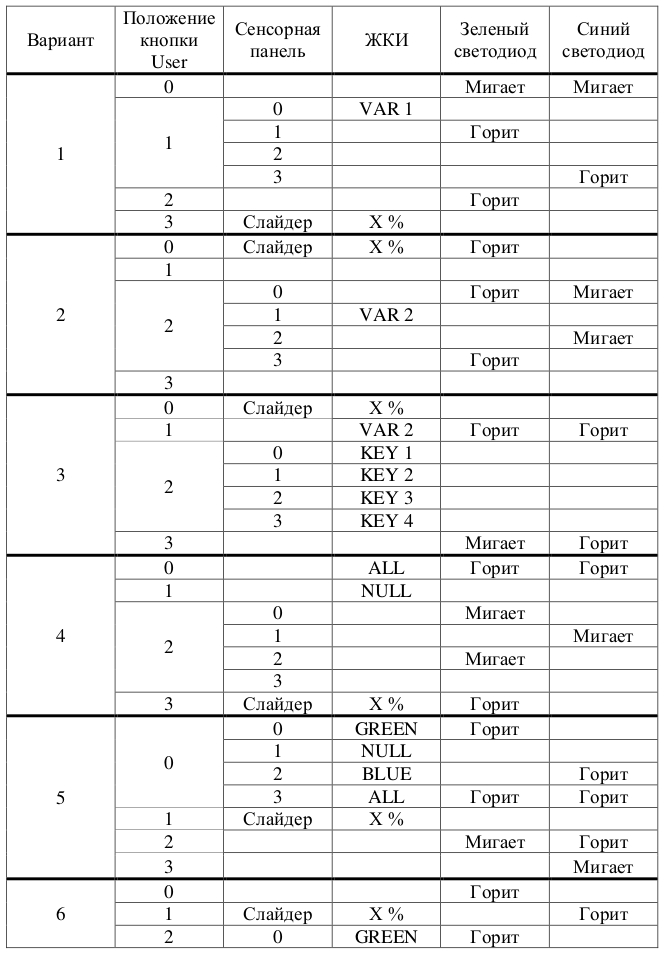 Вариант Положение кнопки User Сенсорная панель ЖКИ Зеленый светодиод Синий светодиод
1 0 Мигает Мигает
1 0 VAR 1
1 Горит
2
3 Горит
2 Горит
3 Слайдер X %
2 0 Слайдер X % Горит
1
2 0 Горит Мигает
1 VAR 2
2 Мигает
3 Горит
3
3 0 Слайдер X %
1 VAR 2 Горит Горит
2 0 KEY 1
1 KEY 2
2 KEY 3
3 KEY 4
3 Мигает Горит
4 0 ALL Горит Горит
1 NULL
2 0 Мигает
1 Мигает
2 Мигает
3
3 Слайдер X % Горит
5 0 0 GREEN Горит
1 NULL
2 BLUE Горит
3 ALL Горит Горит
1 Слайдер X %
2 Мигает Горит
3 Мигает
6 0 Горит
1 Слайдер X % Горит
2 0 GREEN Горит